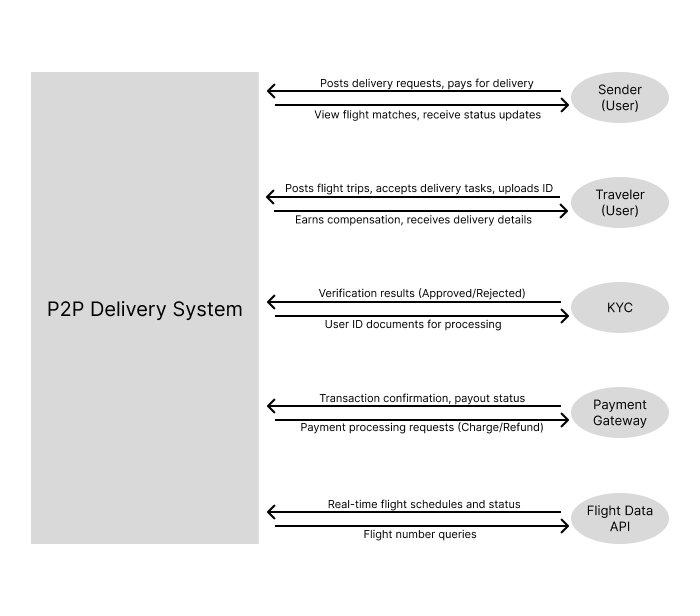 Posts delivery requests, pays for delivery
Sender
(User)
View flight matches, receive status updates
Posts flight trips, accepts delivery tasks, uploads ID
Traveler
(User)
Earns compensation, receives delivery details
P2P Delivery System
Verification results (Approved/Rejected)
KYC
User ID documents for processing
Transaction confirmation, payout status
Payment
Gateway
Payment processing requests (Charge/Refund)
Real-time flight schedules and status
Flight Data
API
Flight number queries